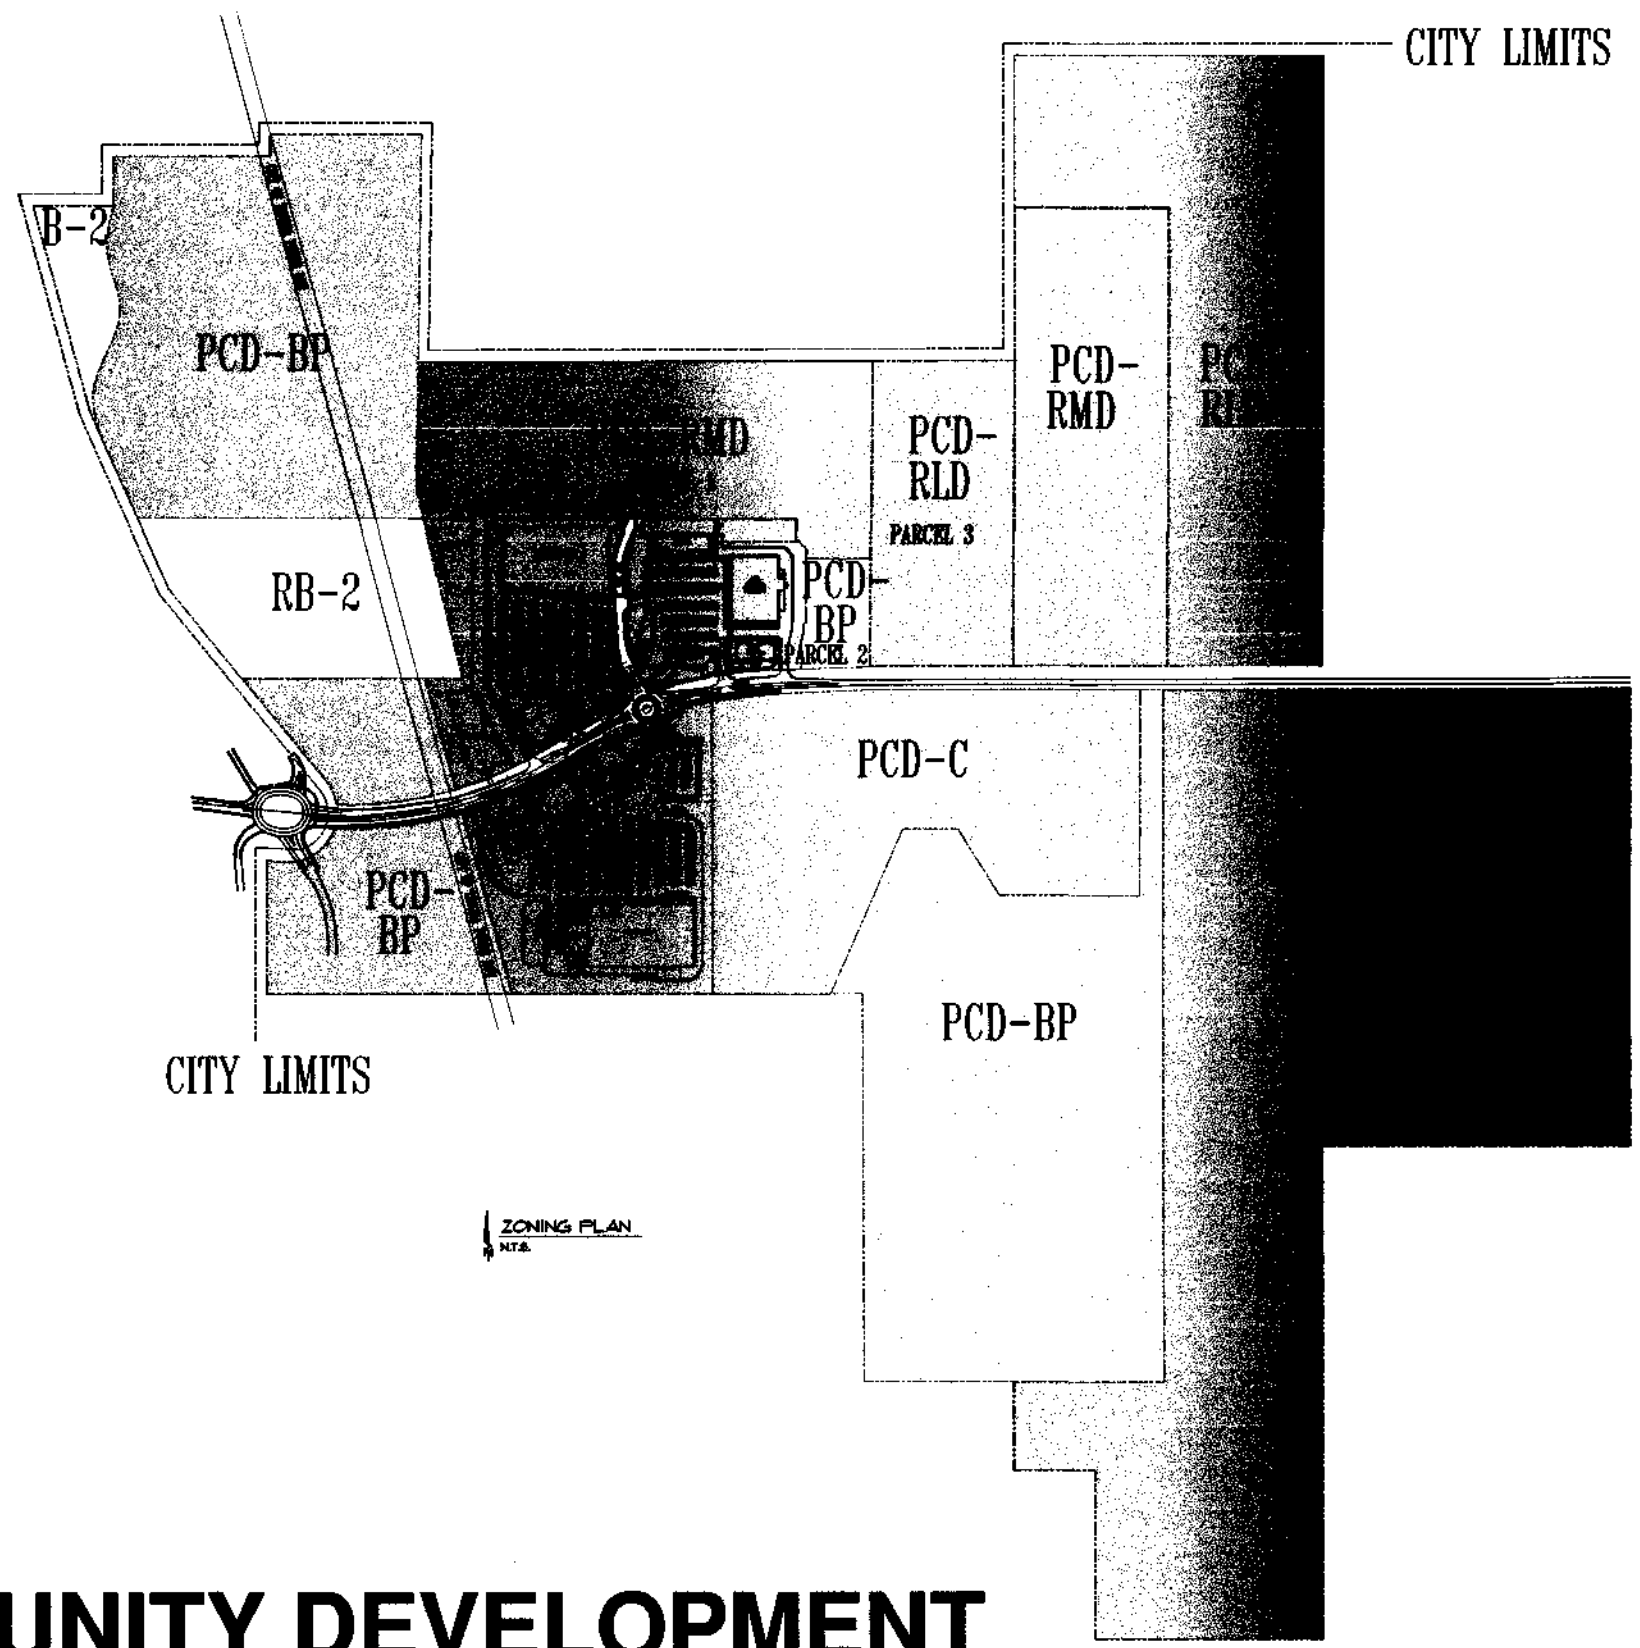 CITY LIMITS
B-2
PCD-BP
PCD-
RMD
PCD-
RLD
PARCEL 3
RB-2
PCD-
BP
PARCEL 2
PCD-C
PCD-
BP
PCD-BP
CITY LIMITS
ZONING PLAN
N.T.S.
UNITY DEVELOPMENT